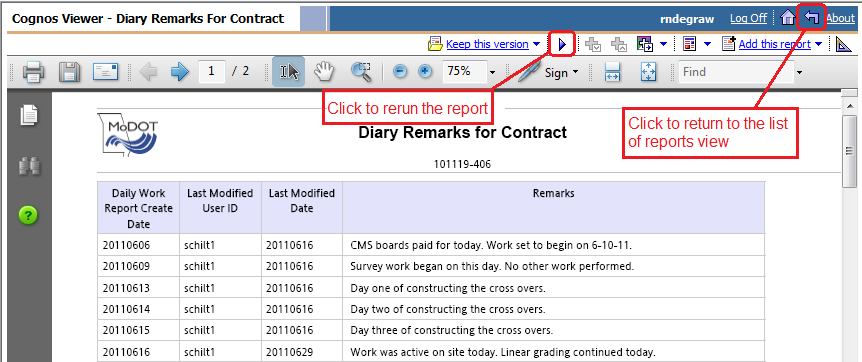 Cognos Viewer - Diary Remarks For Contract rndegraw Log Off About
Keep this version Add this report
1 / 2 75% Sign Find
Click to rerun the report
Click to return to the list
of reports view
MoDOT
Diary Remarks for Contract
101119-406
Daily Work Report Create Date Last Modified User ID Last Modified Date Remarks
20110606 schilt1 20110616 CMS boards paid for today. Work set to begin on 6-10-11.
20110609 schilt1 20110616 Survey work began on this day. No other work performed.
20110613 schilt1 20110616 Day one of constructing the cross overs.
20110614 schilt1 20110616 Day two of constructing the cross overs.
20110615 schilt1 20110616 Day three of constructing the cross overs.
20110616 schilt1 20110629 Work was active on site today. Linear grading continued today.